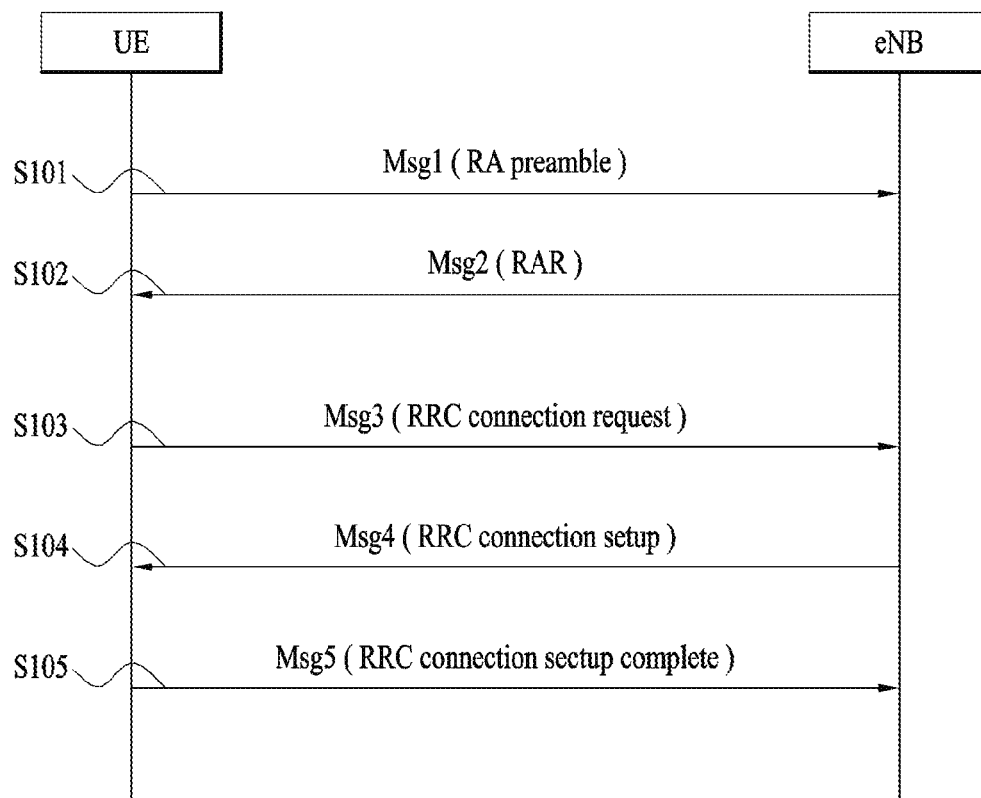 UE
eNB
S101
Msg1 ( RA preamble )
S102
Msg2 ( RAR )
S103
Msg3 ( RRC connection request )
S104
Msg4 ( RRC connection setup )
S105
Msg5 ( RRC connection sectup complete )